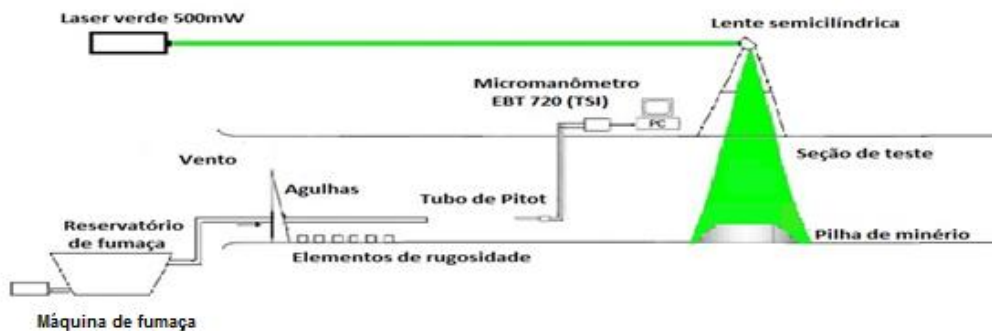 Laser verde 500mW
Lente semicilíndrica
Micromanômetro
EBT 720 (TSI)
PC
Vento
Seção de teste
Agulhas
Tubo de Pitot
Reservatório
de fumaça
Pilha de minério
Elementos de rugosidade
Máquina de fumaça